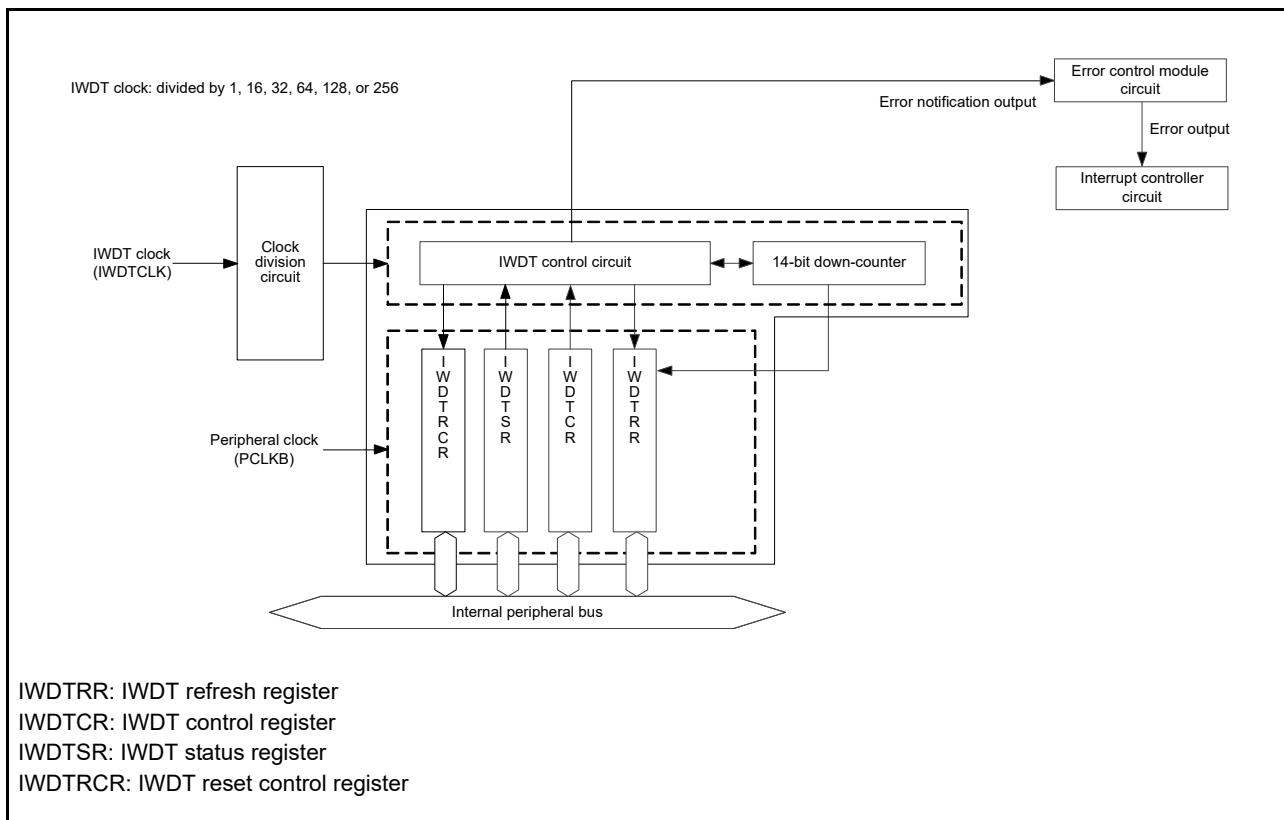 IWDT clock: divided by 1, 16, 32, 64, 128, or 256
Error control module
circuit
Error notification output
Error output
Interrupt controller
circuit
Clock
division
circuit
IWDT clock
(IWDTCLK)
IWDT control circuit
14-bit down-counter
IWDTRCR
IWDTSR
IWDTCR
IWDTRR
Peripheral clock
(PCLKB)
Internal peripheral bus
IWDTRR: IWDT refresh register
IWDTCR: IWDT control register
IWDTSR: IWDT status register
IWDTRCR: IWDT reset control register